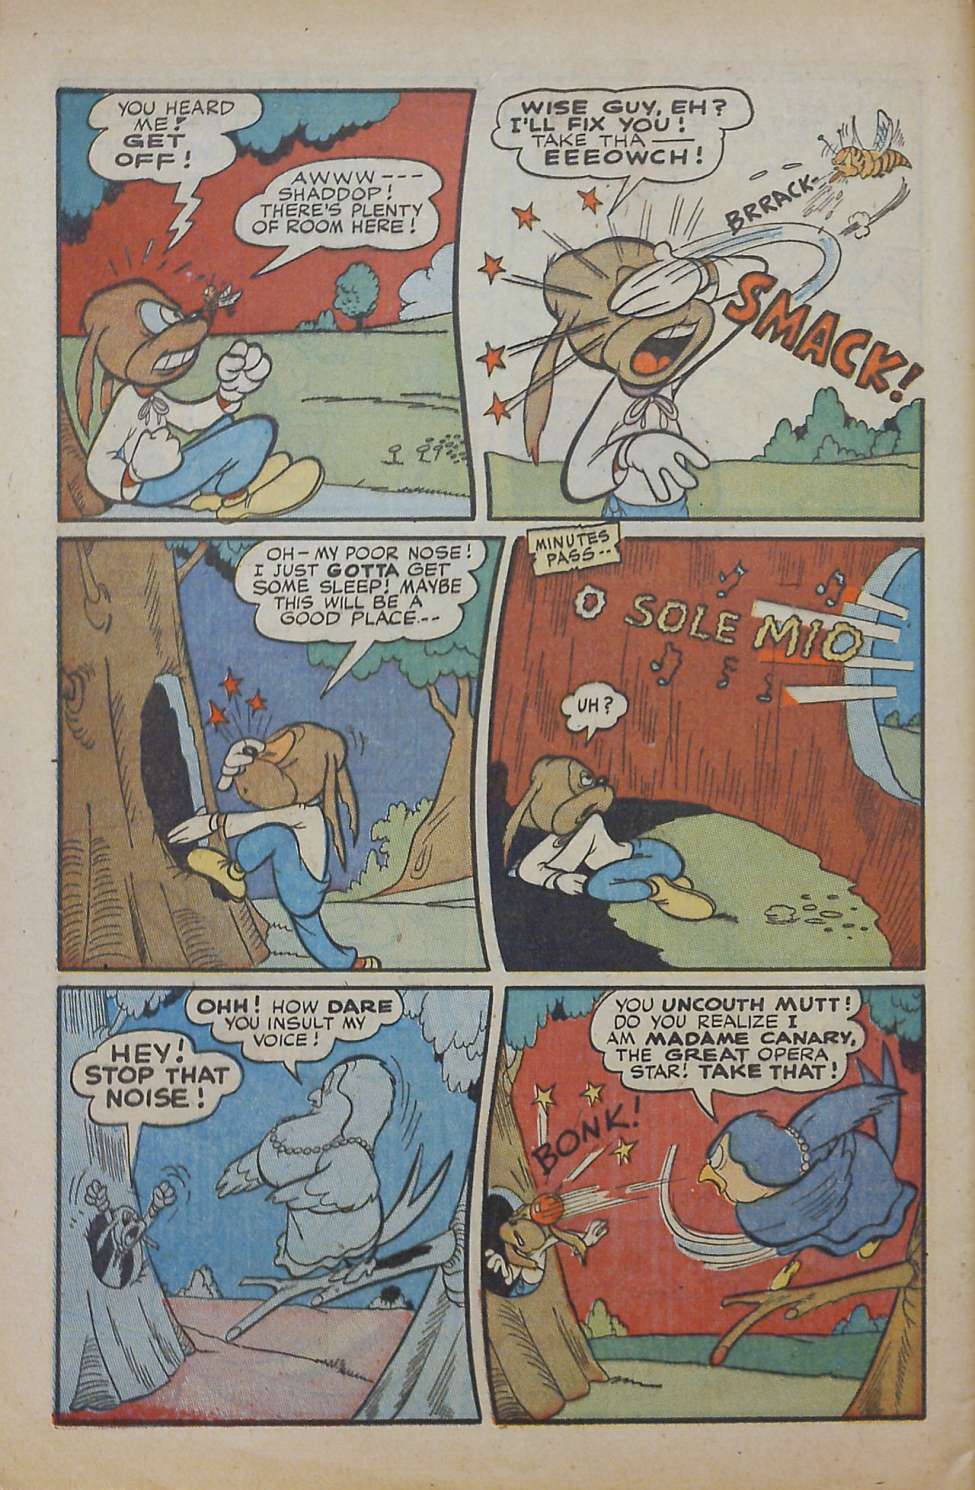 YOU HEARD
ME!
GET
OFF!
AWWW---
SHADDOP!
THERE'S PLENTY
OF ROOM HERE!
WISE GUY, EH?
I'LL FIX YOU!
TAKE THA—
EEEOWCH!
BRRACK-
SMACK!
OH- MY POOR NOSE!
I JUST GOTTA GET
SOME SLEEP! MAYBE
THIS WILL BE A
GOOD PLACE--
MINUTES
PASS--
O SOLE MIO
UH?
HEY!
STOP THAT
NOISE!
OHH! HOW DARE
YOU INSULT MY
VOICE!
YOU UNCOUTH MUTT!
DO YOU REALIZE I
AM MADAME CANARY,
THE GREAT OPERA
STAR! TAKE THAT!
BONK!